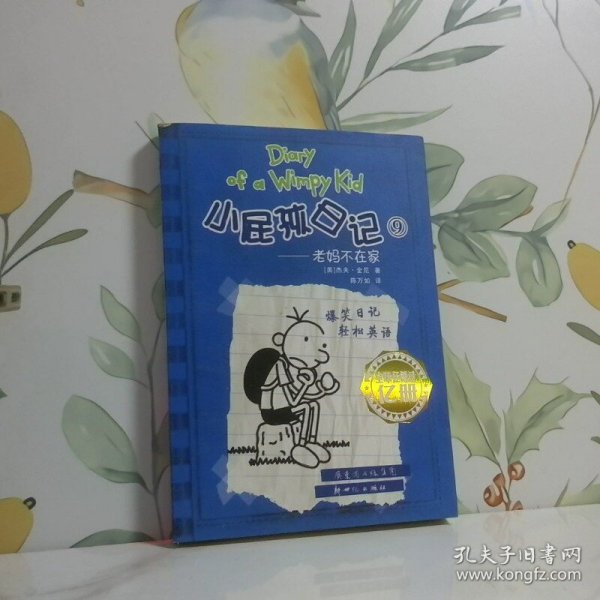 Diary
of a Wimpy Kid
小屁孩日记⑨
——老妈不在家
[美]杰夫·金尼 著
陈万如 译
爆笑日记
轻松英语
亿册
新世纪出版社
孔夫子旧书网
www.kongfz.com